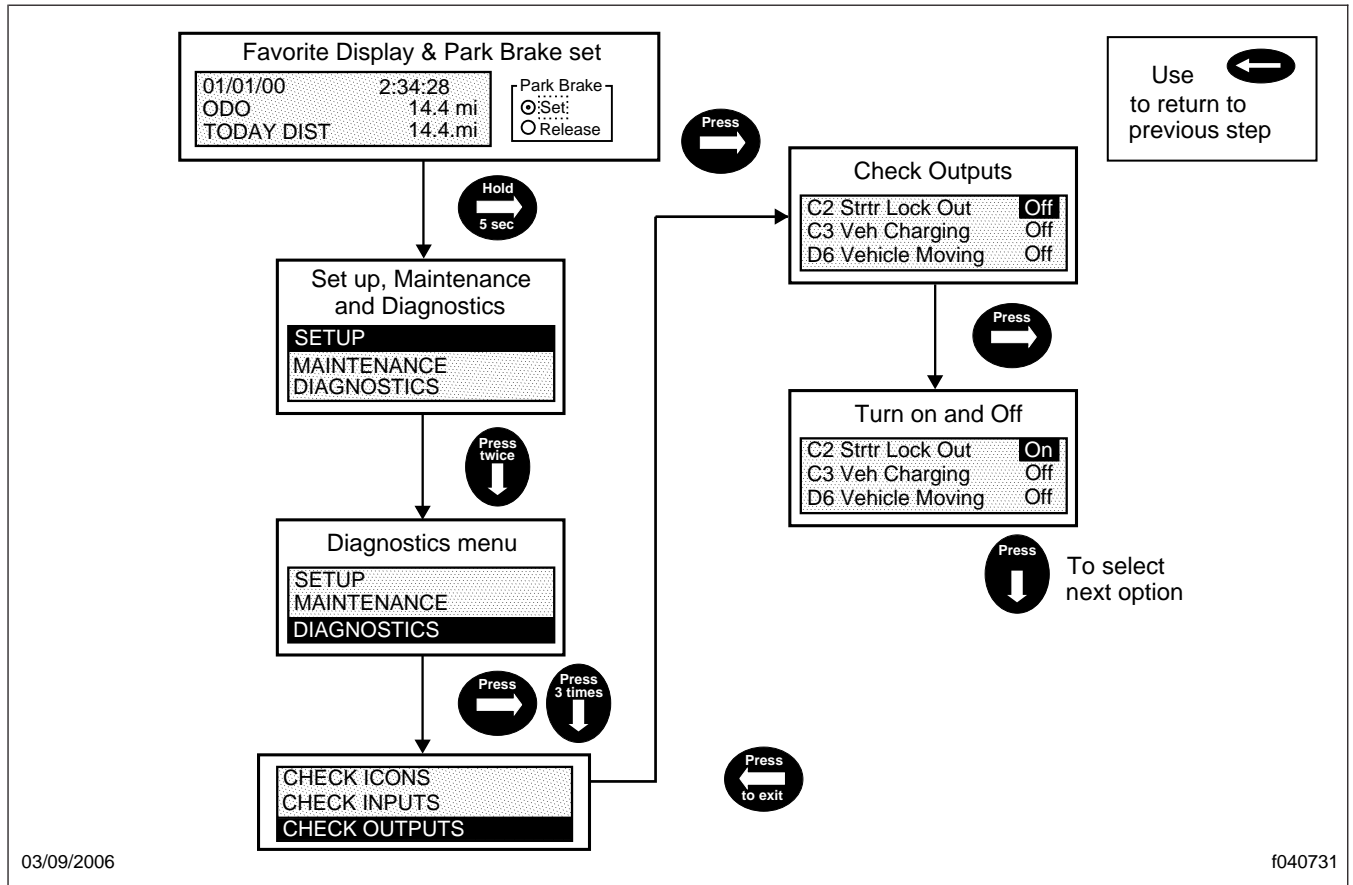 Favorite Display & Park Brake set
01/01/00 2:34:28
ODO 14.4 mi
TODAY DIST 14.4.mi
Park Brake
Set
Release
Hold
5 sec
Set up, Maintenance
and Diagnostics
SETUP
MAINTENANCE
DIAGNOSTICS
Press
twice
Diagnostics menu
SETUP
MAINTENANCE
DIAGNOSTICS
Press
Press
3 times
CHECK ICONS
CHECK INPUTS
CHECK OUTPUTS
Press
Check Outputs
C2 Strtr Lock Out Off
C3 Veh Charging Off
D6 Vehicle Moving Off
Press
Turn on and Off
C2 Strtr Lock Out On
C3 Veh Charging Off
D6 Vehicle Moving Off
Press
To select
next option
Press
to exit
Use
to return to
previous step
03/09/2006
f040731